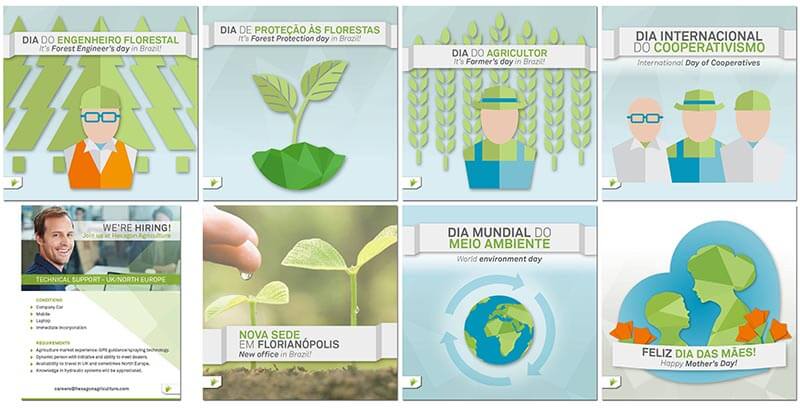 DIA DO ENGENHEIRO FLORESTAL
It's Forest Engineer's day in Brazil!
DIA DE PROTEÇÃO ÀS FLORESTAS
It's Forest Protection day in Brazil!
DIA DO AGRICULTOR
It's Farmer's day in Brazil!
DIA INTERNACIONAL
DO COOPERATIVISMO
International Day of Cooperatives
WE'RE HIRING!
Join us at Hexagon Agriculture
TECHNICAL SUPPORT - UK/NORTH EUROPE
CONDITIONS
Company Car
Mobile
Laptop
Immediate Incorporation
REQUIREMENTS
Agriculture market experience: GPS guidance/spraying technology.
Dynamic person with initiative and ability to meet dealers.
Availability to travel in UK and sometimes North Europe.
Knowledge in hydraulic systems will be appreciated.
careers@hexagonagriculture.com
NOVA SEDE
EM FLORIANÓPOLIS
New office in Brazil!
DIA MUNDIAL DO
MEIO AMBIENTE
World environment day
FELIZ DIA DAS MÃES!
Happy Mother's Day!